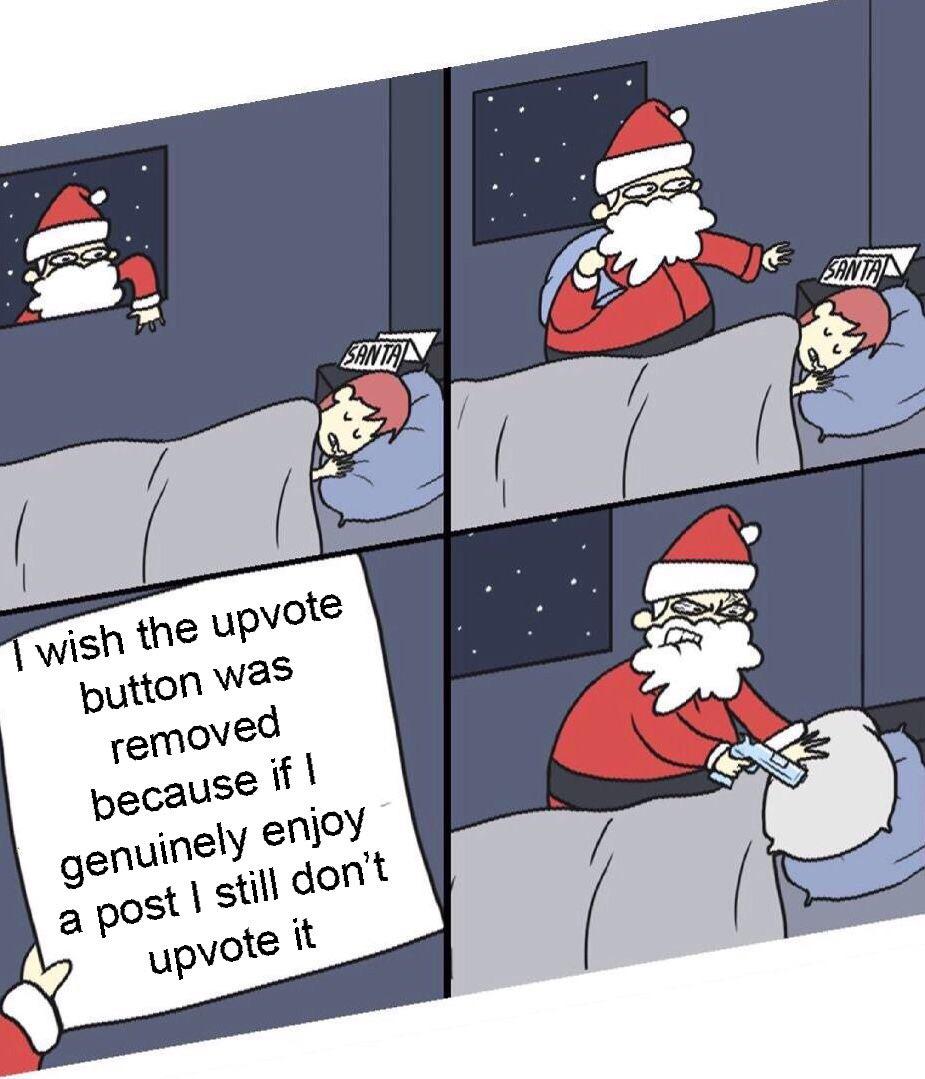 SANTA
SANTA
I wish the upvote
button was
removed
because if I
genuinely enjoy
a post I still don't
upvote it